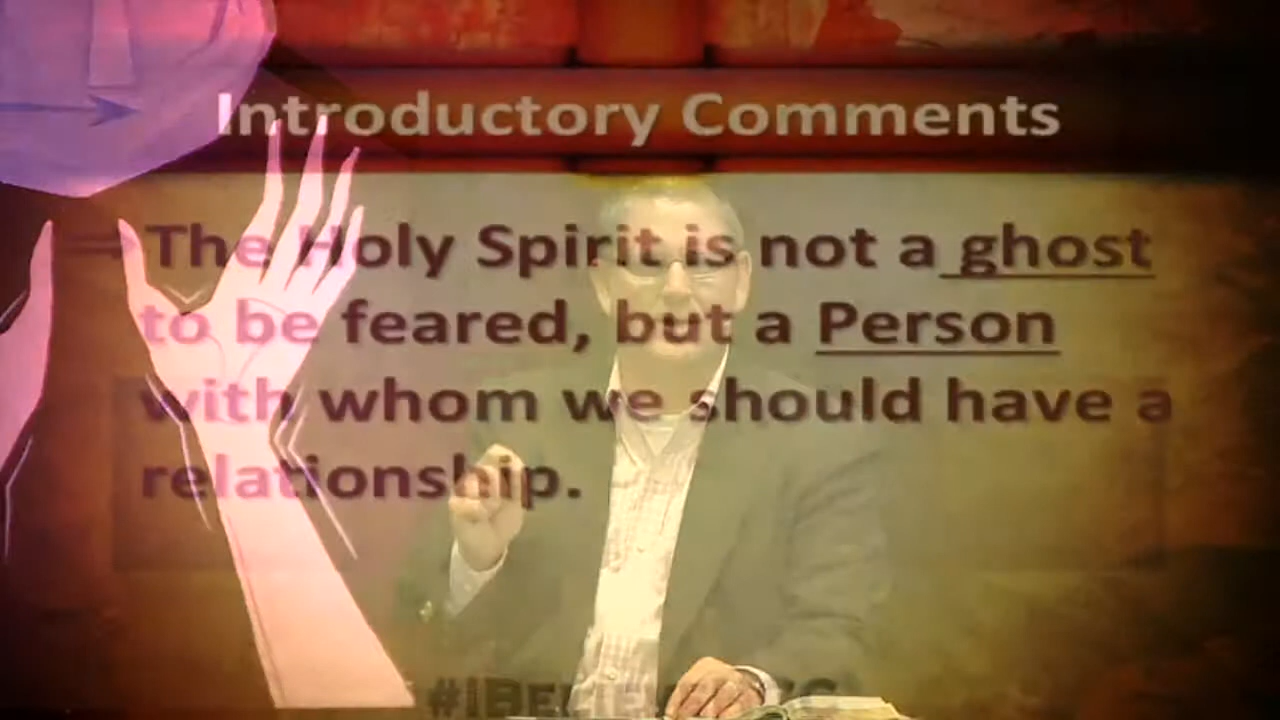 Introductory Comments
The Holy Spirit is not a ghost
to be feared, but a Person
with whom we should have a
relationship.